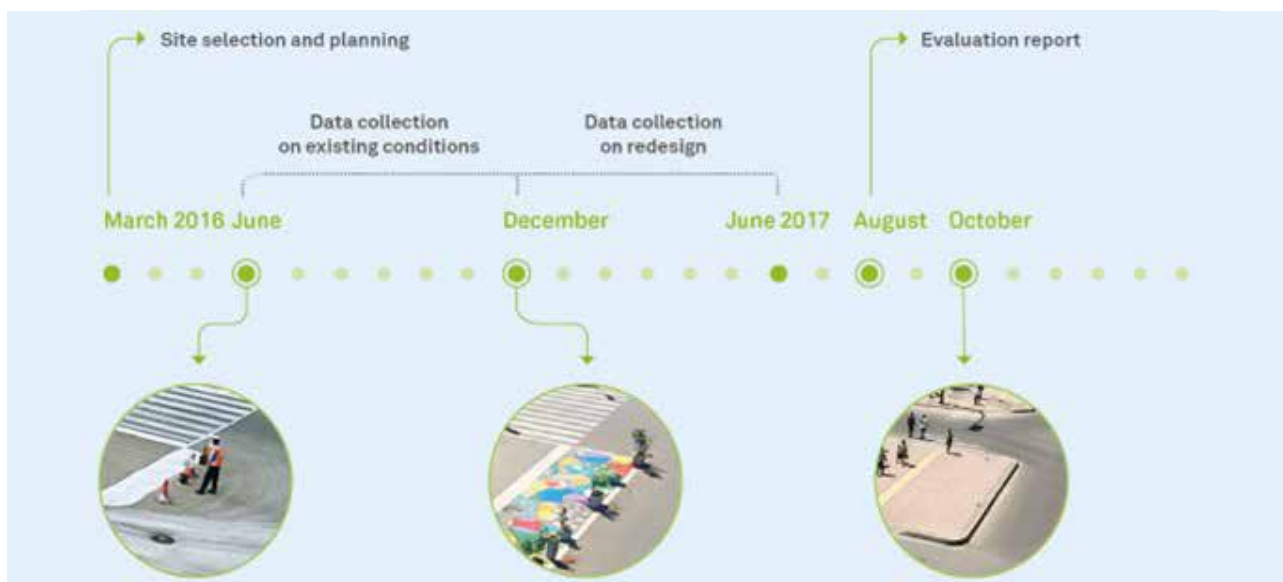 Site selection and planning
Evaluation report
Data collection
on existing conditions
Data collection
on redesign
March 2016 June December June 2017 August October